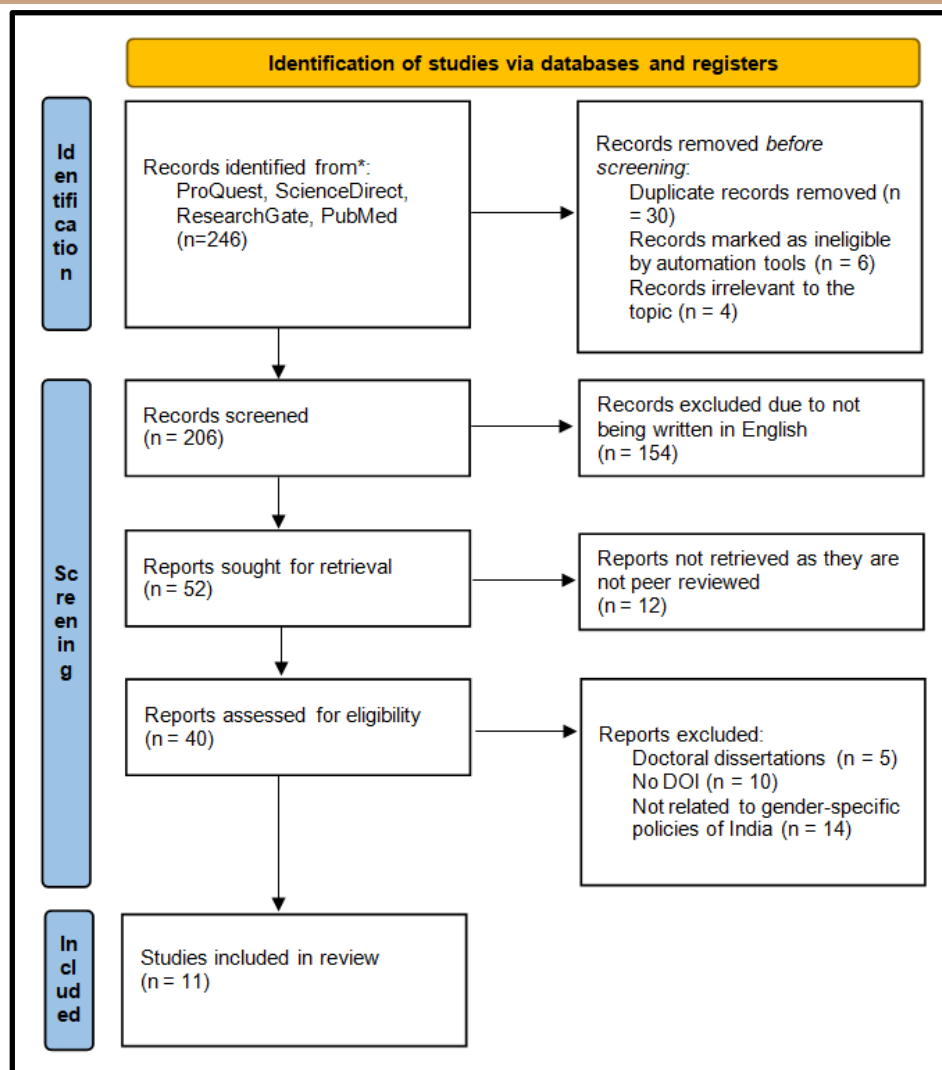 Identification of studies via databases and registers
Id
en
tifi
ca
tio
n
Records identified from*:
ProQuest, ScienceDirect,
ResearchGate, PubMed
(n=246)
Records removed before
screening:
Duplicate records removed (n
= 30)
Records marked as ineligible
by automation tools (n = 6)
Records irrelevant to the
topic (n = 4)
Sc
re
en
in
g
Records screened
(n = 206)
Records excluded due to not
being written in English
(n = 154)
Reports sought for retrieval
(n = 52)
Reports not retrieved as they are
not peer reviewed
(n = 12)
Reports assessed for eligibility
(n = 40)
Reports excluded:
Doctoral dissertations (n = 5)
No DOI (n = 10)
Not related to gender-specific
policies of India (n = 14)
In
cl
ud
ed
Studies included in review
(n = 11)